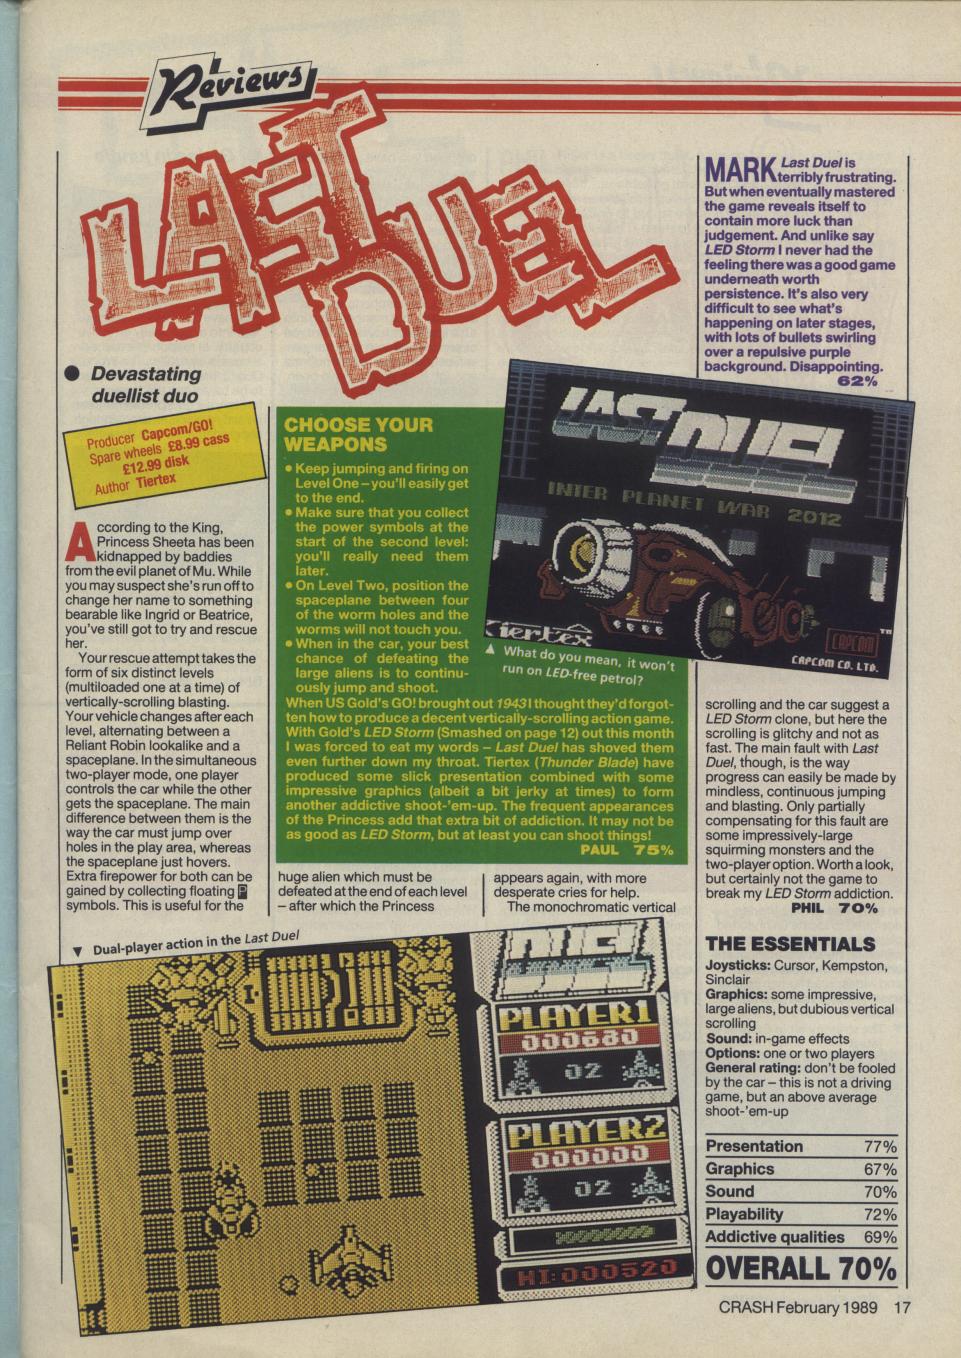 Reviews
LAST
DUEL
● Devastating
duellist duo
Producer Capcom/GO!
Spare wheels £8.99 cass
£12.99 disk
Author Tiertex
According to the King,
Princess Sheeta has been
kidnapped by baddies
from the evil planet of Mu. While
you may suspect she's run off to
change her name to something
bearable like Ingrid or Beatrice,
you've still got to try and rescue
her.
Your rescue attempt takes the
form of six distinct levels
(multiloaded one at a time) of
vertically-scrolling blasting.
Your vehicle changes after each
level, alternating between a
Reliant Robin lookalike and a
spaceplane. In the simultaneous
two-player mode, one player
controls the car while the other
gets the spaceplane. The main
difference between them is the
way the car must jump over
holes in the play area, whereas
the spaceplane just hovers.
Extra firepower for both can be
gained by collecting floating P
symbols. This is useful for the
CHOOSE YOUR
WEAPONS
● Keep jumping and firing on
Level One – you'll easily get
to the end.
● Make sure that you collect
the power symbols at the
start of the second level:
you'll really need them
later.
● On Level Two, position the
spaceplane between four
of the worm holes and the
worms will not touch you.
● When in the car, your best
chance of defeating the
large aliens is to continu-
ously jump and shoot.
When US Gold's GO! brought out 1943 I thought they'd forgot-
ten how to produce a decent vertically-scrolling action game.
With Gold's LED Storm (Smashed on page 12) out this month
I was forced to eat my words – Last Duel has shoved them
even further down my throat. Tiertex (Thunder Blade) have
produced some slick presentation combined with some
impressive graphics (albeit a bit jerky at times) to form
another addictive shoot-'em-up. The frequent appearances
of the Princess add that extra bit of addiction. It may not be
as good as LED Storm, but at least you can shoot things!
PAUL 75%
huge alien which must be
defeated at the end of each level
– after which the Princess
appears again, with more
desperate cries for help.
The monochromatic vertical
MARK Last Duel is
terribly frustrating.
But when eventually mastered
the game reveals itself to
contain more luck than
judgement. And unlike say
LED Storm I never had the
feeling there was a good game
underneath worth
persistence. It's also very
difficult to see what's
happening on later stages,
with lots of bullets swirling
over a repulsive purple
background. Disappointing.
62%
LAST DUEL
INTER PLANET WAR 2012
Tiertex
CAPCOM
TM
CAPCOM CO. LTD.
▲ What do you mean, it won't
run on LED-free petrol?
scrolling and the car suggest a
LED Storm clone, but here the
scrolling is glitchy and not as
fast. The main fault with Last
Duel, though, is the way
progress can easily be made by
mindless, continuous jumping
and blasting. Only partially
compensating for this fault are
some impressively-large
squirming monsters and the
two-player option. Worth a look,
but certainly not the game to
break my LED Storm addiction.
PHIL 70%
▼ Dual-player action in the Last Duel
DUEL
PLAYER1
000680
02
PLAYER2
000000
02
HI:000520
THE ESSENTIALS
Joysticks: Cursor, Kempston,
Sinclair
Graphics: some impressive,
large aliens, but dubious vertical
scrolling
Sound: in-game effects
Options: one or two players
General rating: don't be fooled
by the car – this is not a driving
game, but an above average
shoot-'em-up
Presentation 77%
Graphics 67%
Sound 70%
Playability 72%
Addictive qualities 69%
OVERALL 70%
CRASH February 1989 17